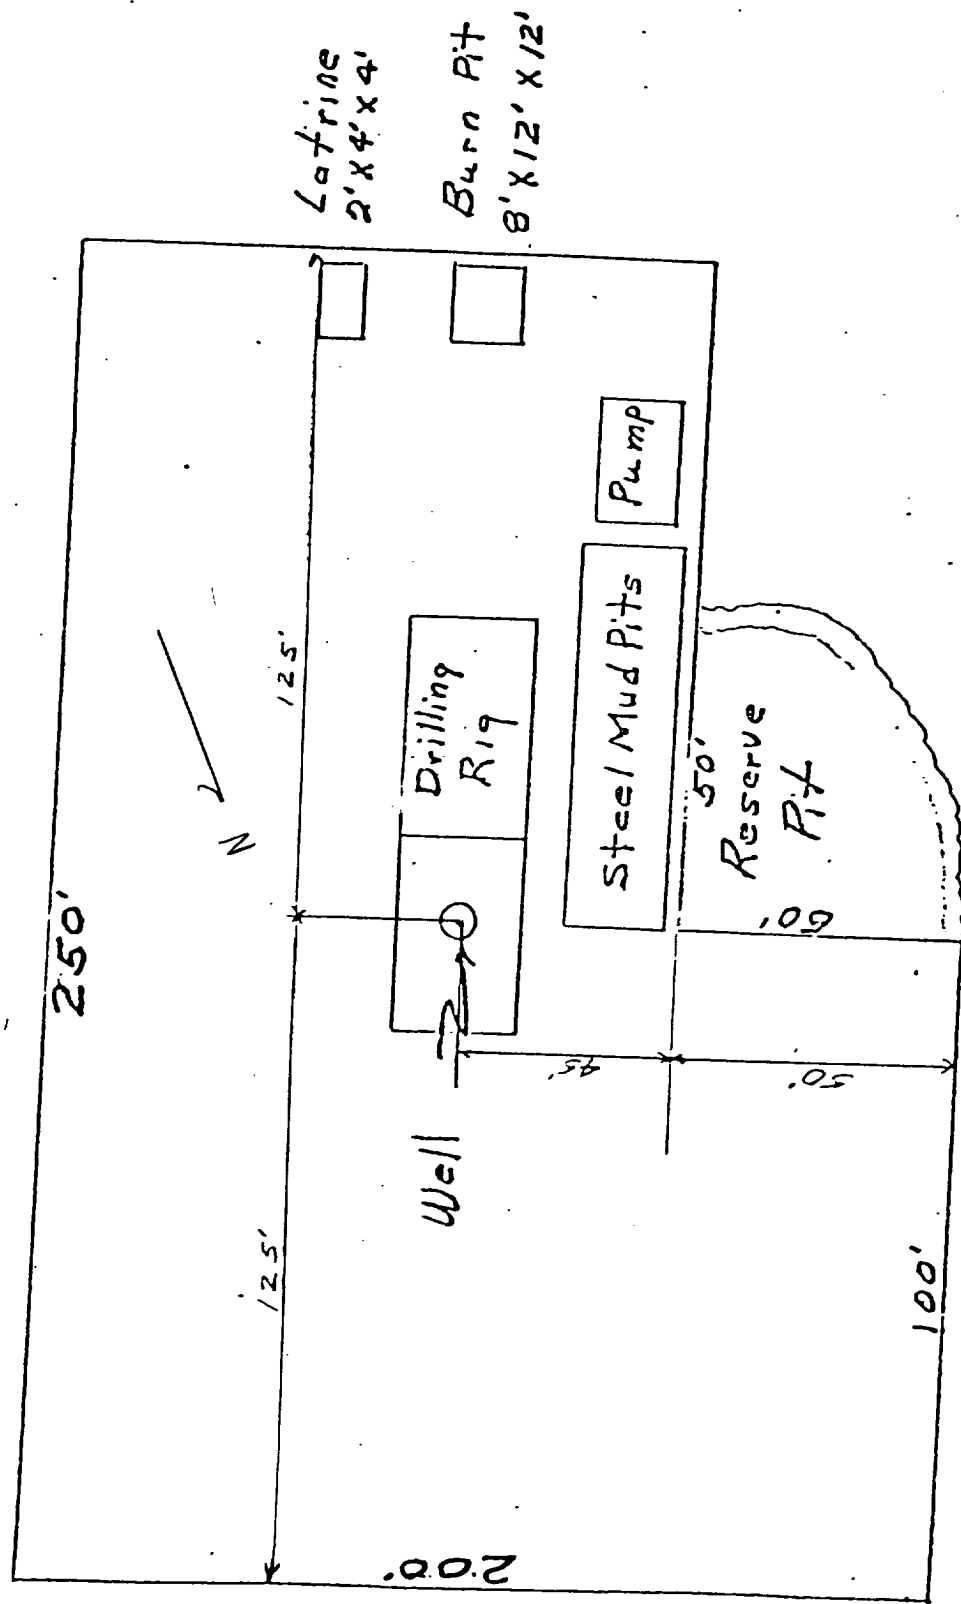 Latrine
2'X4'X4'
Burn Pit
8'X12'X12'
250'
N
125'
125'
Drilling
Rig
Pump
Steel Mud Pits
50'
Reserve
Pit
60'
Well
45'
50'
100'
200'